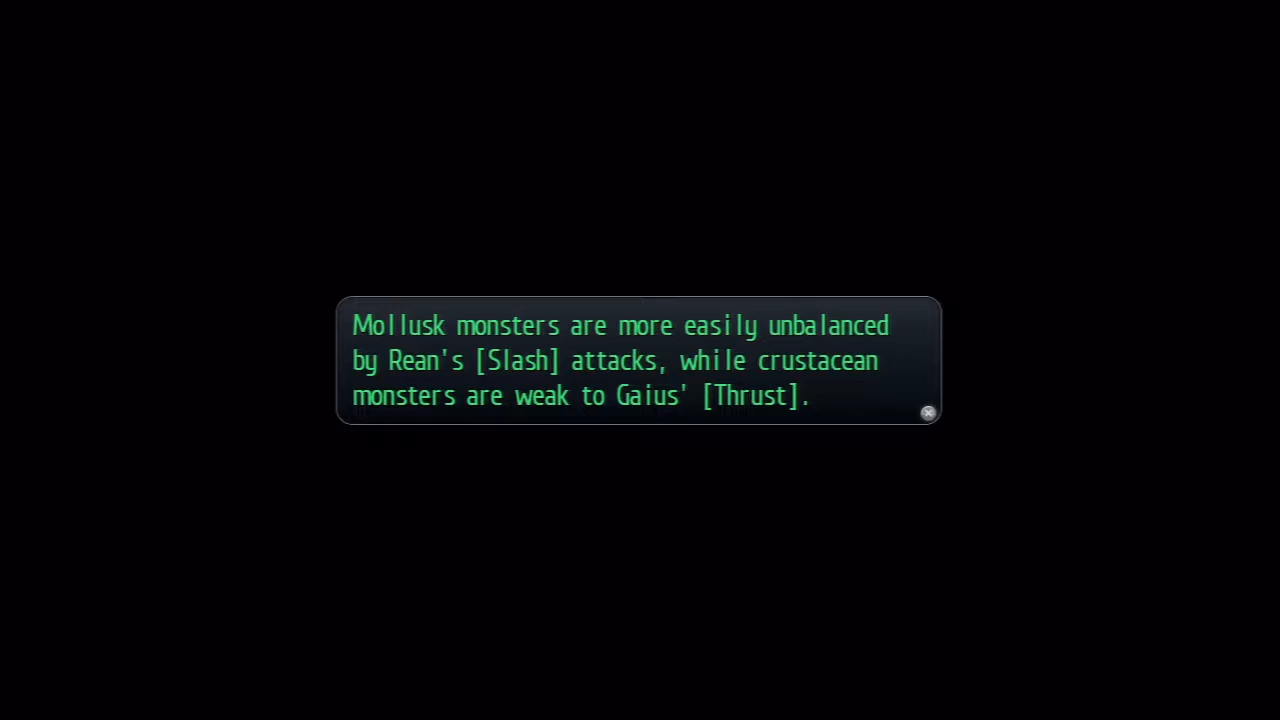 Mollusk monsters are more easily unbalanced
by Rean's [Slash] attacks, while crustacean
monsters are weak to Gaius' [Thrust].